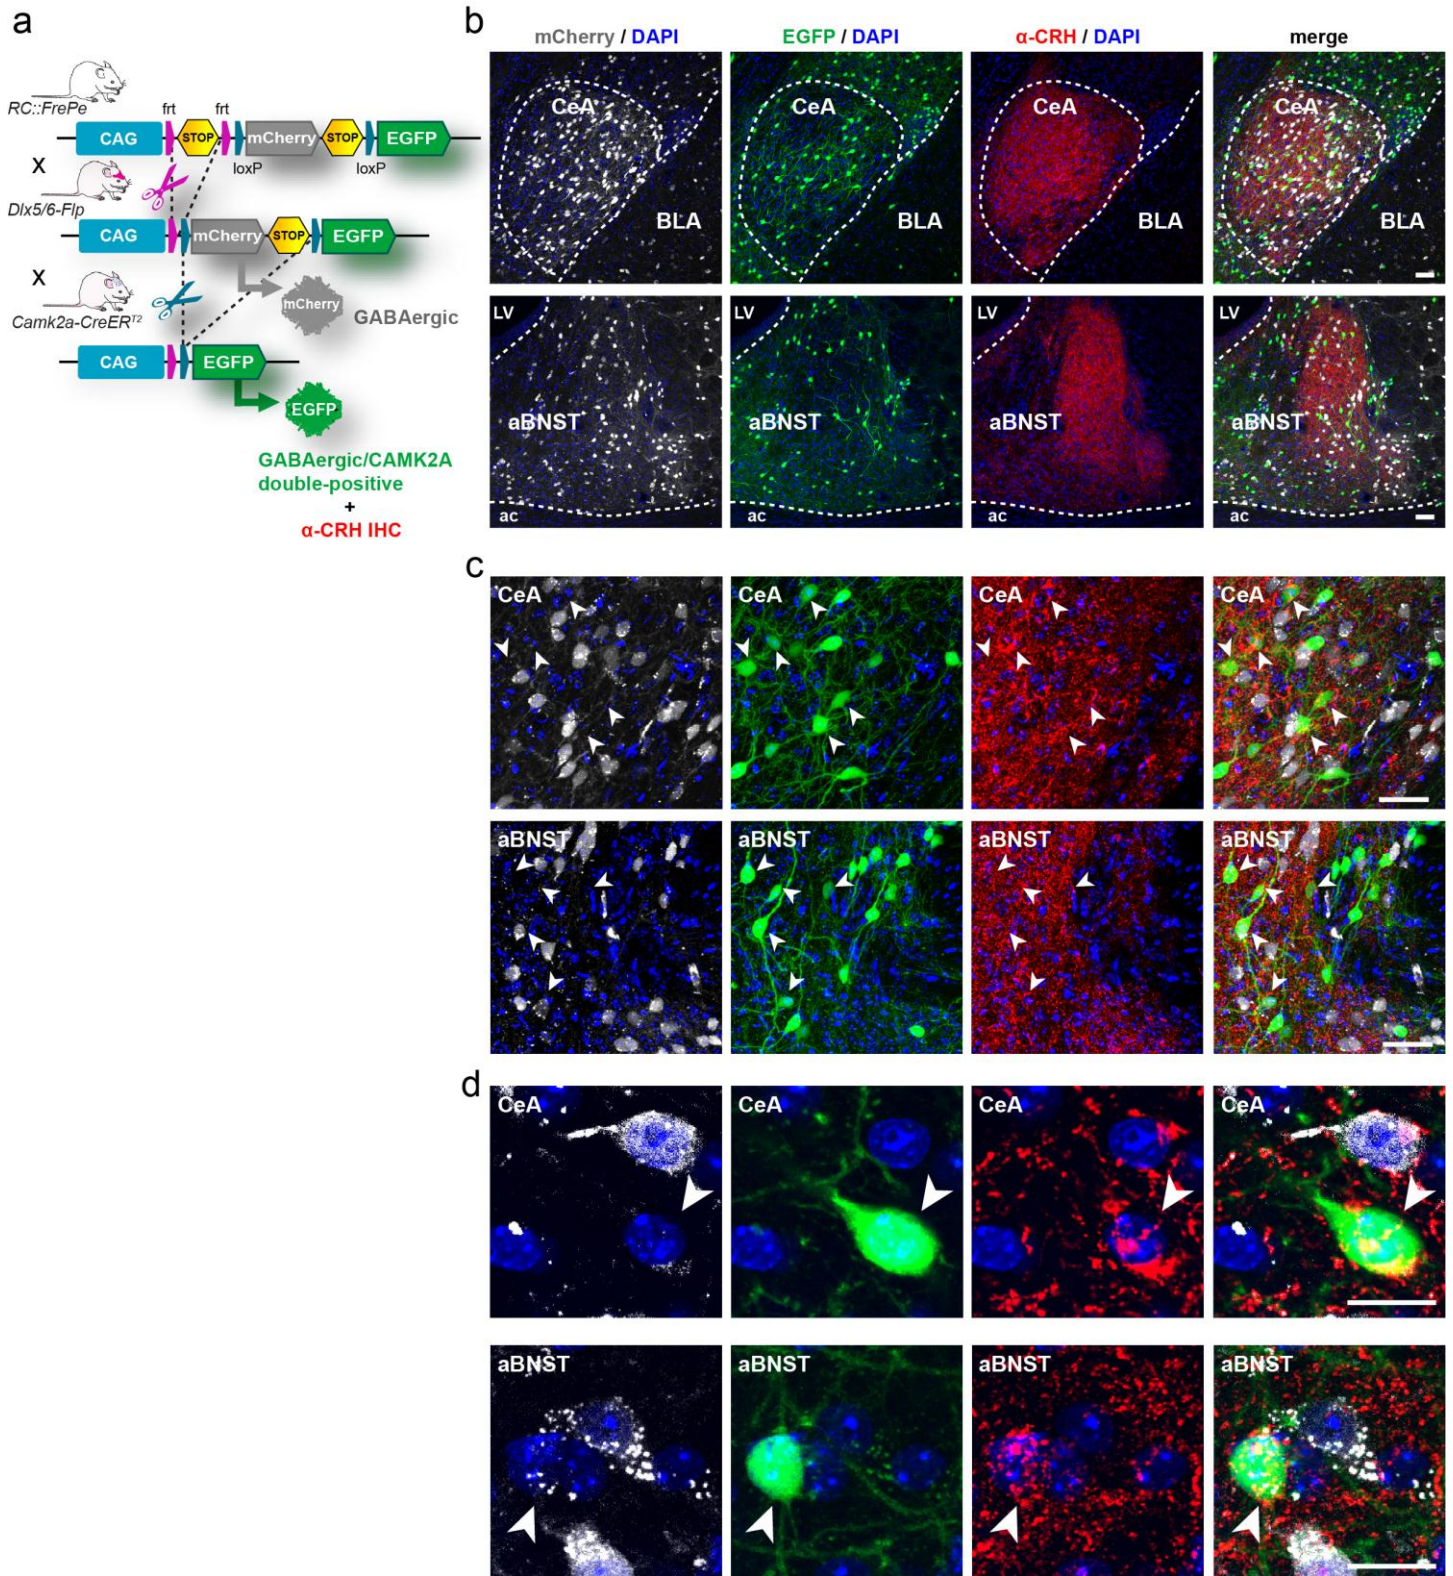 a
RC::FrePe
frt
frt
CAG
STOP
mCherry
STOP
EGFP
loxP
loxP
x
Dlx5/6-Flp
CAG
mCherry
STOP
EGFP
x
mCherry
GABAergic
Camk2a-CreERT2
CAG
EGFP
EGFP
GABAergic/CAMK2A
double-positive
+
α-CRH IHC
b
mCherry / DAPI
EGFP / DAPI
α-CRH / DAPI
merge
CeA
CeA
CeA
CeA
BLA
BLA
BLA
BLA
LV
LV
LV
LV
aBNST
aBNST
aBNST
aBNST
ac
ac
ac
ac
c
CeA
CeA
CeA
CeA
aBNST
aBNST
aBNST
aBNST
d
CeA
CeA
CeA
CeA
aBNST
aBNST
aBNST
aBNST